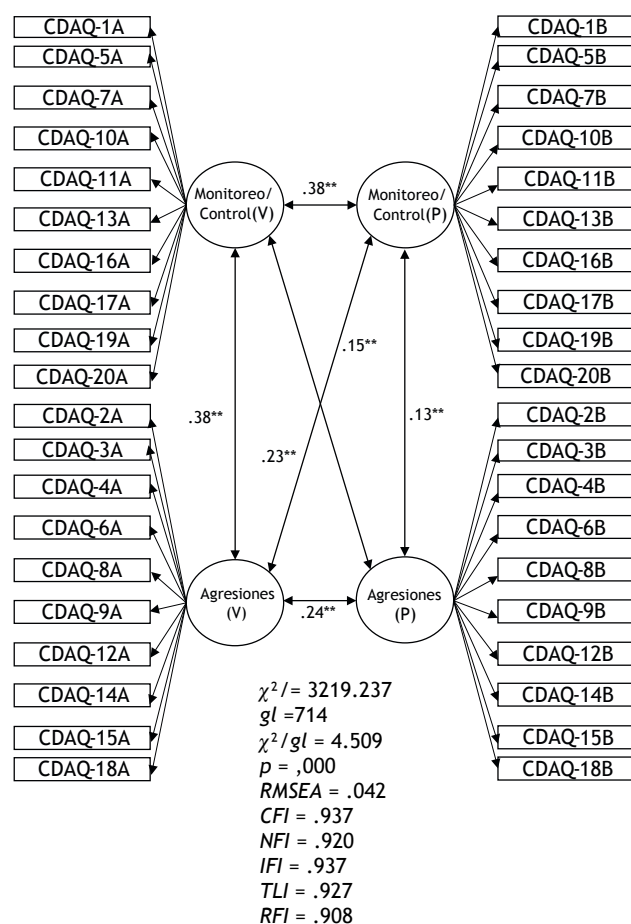 CDAQ-1A
CDAQ-5A
CDAQ-7A
CDAQ-10A
CDAQ-11A
CDAQ-13A
CDAQ-16A
CDAQ-17A
CDAQ-19A
CDAQ-20A
CDAQ-2A
CDAQ-3A
CDAQ-4A
CDAQ-6A
CDAQ-8A
CDAQ-9A
CDAQ-12A
CDAQ-14A
CDAQ-15A
CDAQ-18A
Monitoreo/
Control(V)
.38**
Monitoreo/
Control(P)
.15**
.38**
.13**
.23**
Agresiones
(V)
.24**
Agresiones
(P)
CDAQ-1B
CDAQ-5B
CDAQ-7B
CDAQ-10B
CDAQ-11B
CDAQ-13B
CDAQ-16B
CDAQ-17B
CDAQ-19B
CDAQ-20B
CDAQ-2B
CDAQ-3B
CDAQ-4B
CDAQ-6B
CDAQ-8B
CDAQ-9B
CDAQ-12B
CDAQ-14B
CDAQ-15B
CDAQ-18B
χ²/= 3219.237
gl =714
χ²/gl = 4.509
p = ,000
RMSEA = .042
CFI = .937
NFI = .920
IFI = .937
TLI = .927
RFI = .908